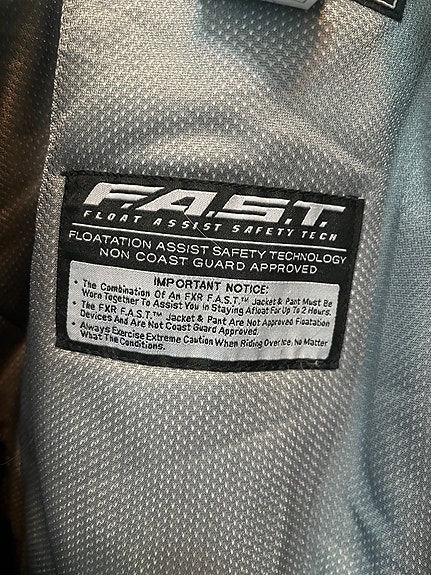 F.A.S.T.
FLOAT ASSIST SAFETY TECH
FLOATATION ASSIST SAFETY TECHNOLOGY
NON COAST GUARD APPROVED
IMPORTANT NOTICE:
• The Combination Of An FXR F.A.S.T.™ Jacket & Pant Must Be
Worn Together To Assist You In Staying Afloat For Up To 2 Hours.
• The FXR F.A.S.T.™ Jacket & Pant Are Not Approved Floatation
Devices And Are Not Coast Guard Approved.
• Always Exercise Extreme Caution When Riding Over Ice, No Matter
What The Conditions.